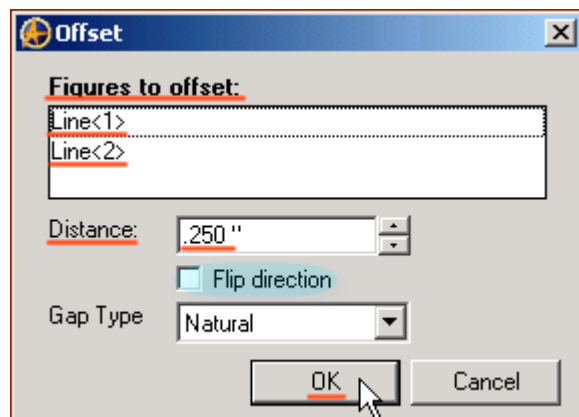 Offset
Figures to offset:
Line<1>
Line<2>
Distance:
.250 "
Flip direction
Gap Type
Natural
OK
Cancel